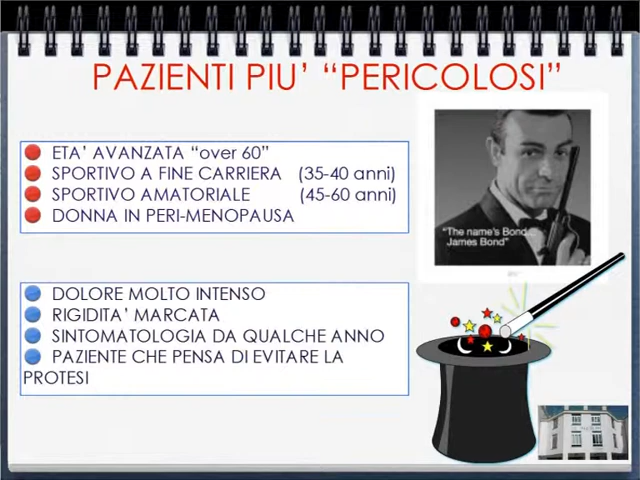 PAZIENTI PIU' “PERICOLOSI”
ETA' AVANZATA “over 60”
SPORTIVO A FINE CARRIERA (35-40 anni)
SPORTIVO AMATORIALE (45-60 anni)
DONNA IN PERI-MENOPAUSA
“The name's Bond...
James Bond”
DOLORE MOLTO INTENSO
RIGIDITA' MARCATA
SINTOMATOLOGIA DA QUALCHE ANNO
PAZIENTE CHE PENSA DI EVITARE LA
PROTESI